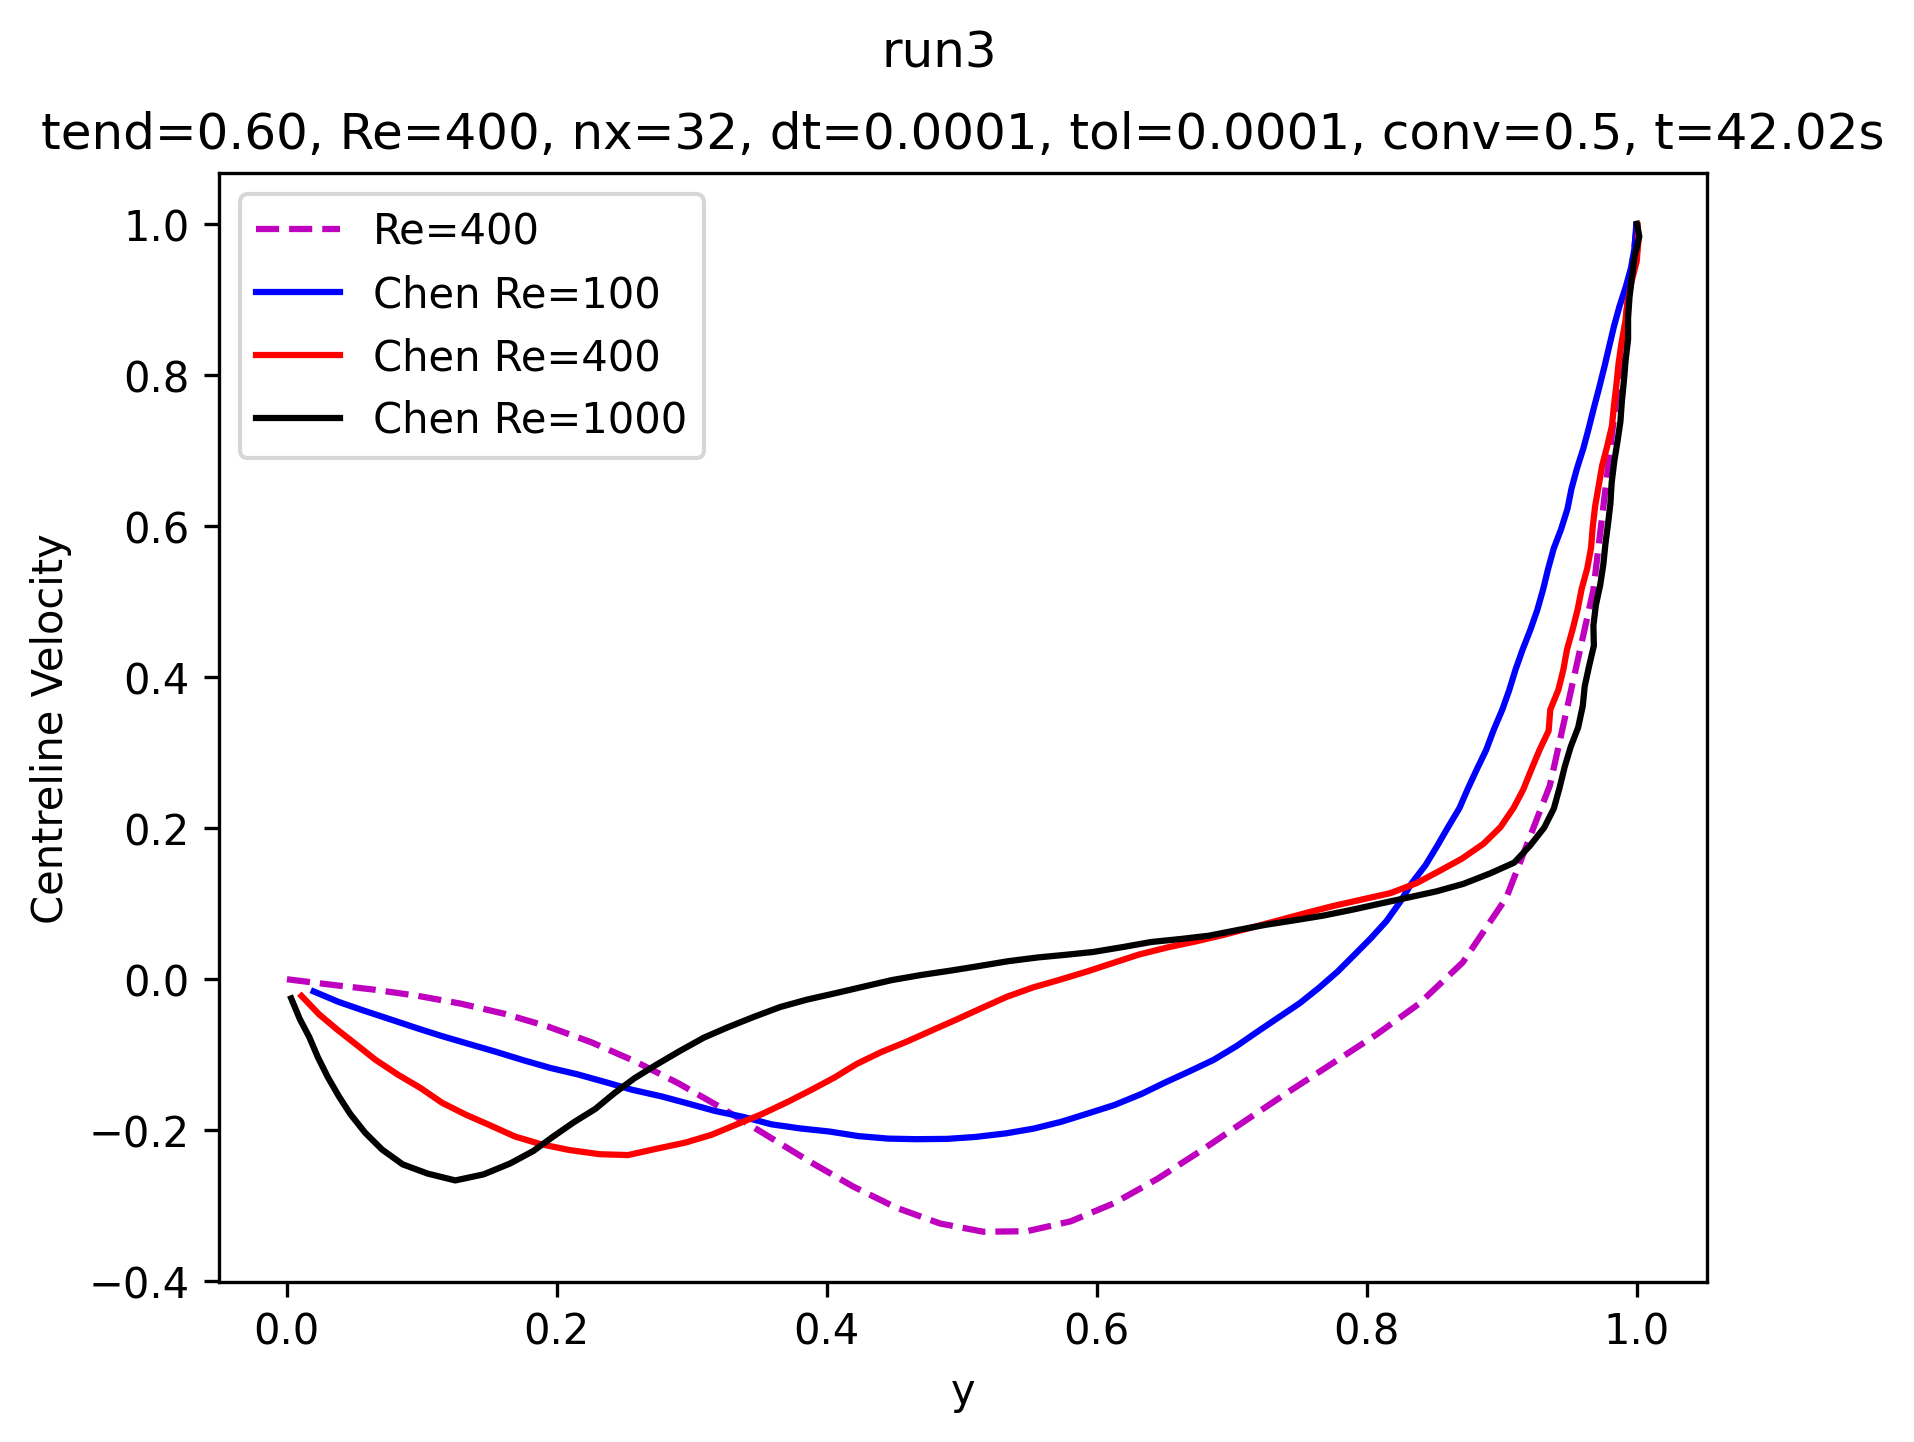 run3
tend=0.60, Re=400, nx=32, dt=0.0001, tol=0.0001, conv=0.5, t=42.02s
Re=400
Chen Re=100
Chen Re=400
Chen Re=1000
1.0
0.8
0.6
0.4
0.2
0.0
−0.2
−0.4
Centreline Velocity
0.0 0.2 0.4 0.6 0.8 1.0
y